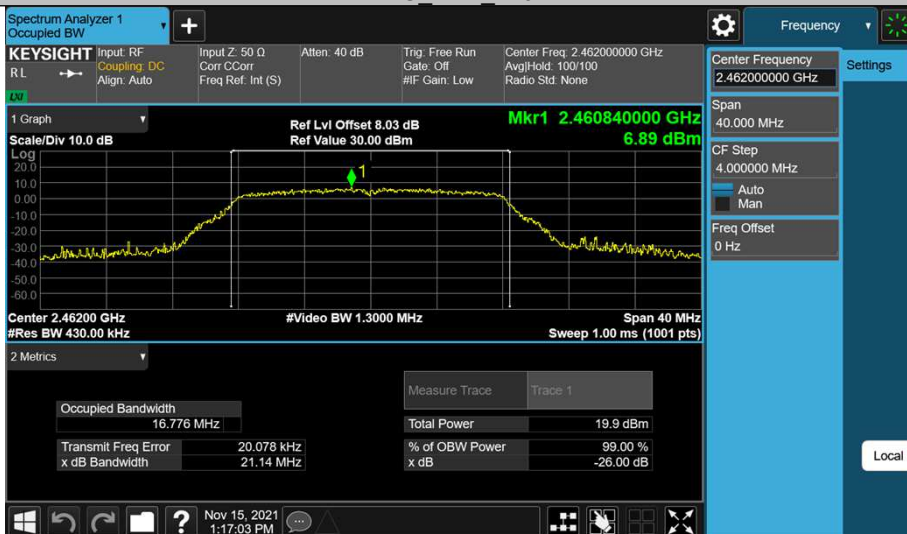 Spectrum Analyzer 1
Occupied BW
Frequency
KEYSIGHT
RL
LXI
Input: RF
Coupling: DC
Align: Auto
Input Z: 50 Ω
Corr CCorr
Freq Ref: Int (S)
Atten: 40 dB
Trig: Free Run
Gate: Off
#IF Gain: Low
Center Freq: 2.462000000 GHz
Avg|Hold: 100/100
Radio Std: None
Center Frequency
2.462000000 GHz
Settings
Span
40.000 MHz
CF Step
4.000000 MHz
Auto
Man
Freq Offset
0 Hz
Local
1 Graph
Scale/Div 10.0 dB
Ref Lvl Offset 8.03 dB
Ref Value 30.00 dBm
Mkr1 2.460840000 GHz
6.89 dBm
Log
20.0
10.0
0.00
-10.0
-20.0
-30.0
-40.0
-50.0
-60.0
1
Center 2.46200 GHz
#Video BW 1.3000 MHz
Span 40 MHz
#Res BW 430.00 kHz
Sweep 1.00 ms (1001 pts)
2 Metrics
Measure Trace
Trace 1
Occupied Bandwidth
16.776 MHz
Total Power
19.9 dBm
Transmit Freq Error
20.078 kHz
% of OBW Power
99.00 %
x dB Bandwidth
21.14 MHz
x dB
-26.00 dB
?
Nov 15, 2021
1:17:03 PM